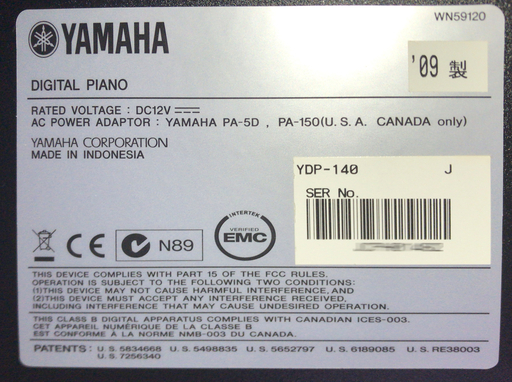 WN59120
YAMAHA
'09 製
DIGITAL PIANO
RATED VOLTAGE : DC12V
AC POWER ADAPTOR : YAMAHA PA-5D , PA-150(U. S. A. CANADA only)
YAMAHA CORPORATION
MADE IN INDONESIA
YDP-140 J
SER No.
CE N89
INTERTEK
VERIFIED
EMC
THIS DEVICE COMPLIES WITH PART 15 OF THE FCC RULES.
OPERATION IS SUBJECT TO THE FOLLOWING TWO CONDITIONS:
(1)THIS DEVICE MAY NOT CAUSE HARMFUL INTERFERENCE, AND
(2)THIS DEVICE MUST ACCEPT ANY INTERFERENCE RECEIVED,
INCLUDING INTERFERENCE THAT MAY CAUSE UNDESIRED OPERATION.
THIS CLASS B DIGITAL APPARATUS COMPLIES WITH CANADIAN ICES-003.
CET APPAREIL NUMÉRIQUE DE LA CLASSE B
EST CONFORME À LA NORME NMB-003 DU CANADA.
PATENTS: U. S. 5834668 U. S. 5498835 U. S. 5652797 U. S. 6189085 U. S. RE38003
U. S. 7256340